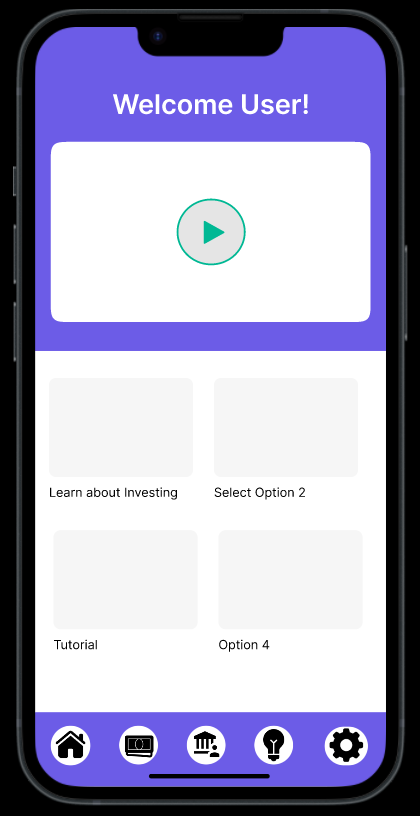 Welcome User!
Learn about Investing
Select Option 2
Tutorial
Option 4